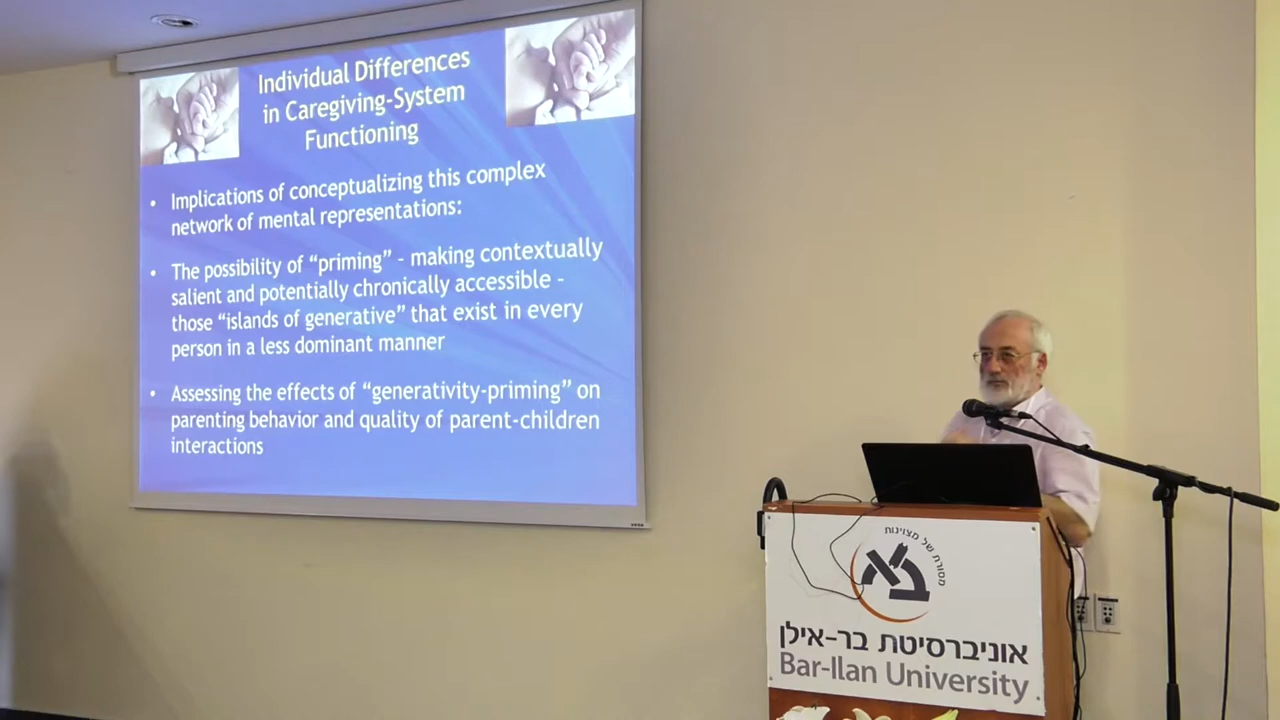 Individual Differences
in Caregiving-System
Functioning
• Implications of conceptualizing this complex
network of mental representations:
• The possibility of “priming” – making contextually
salient and potentially chronically accessible –
those “islands of generative” that exist in every
person in a less dominant manner
• Assessing the effects of “generativity-priming” on
parenting behavior and quality of parent-children
interactions
מסורת של מצוינות
אוניברסיטת בר-אילן
Bar-Ilan University